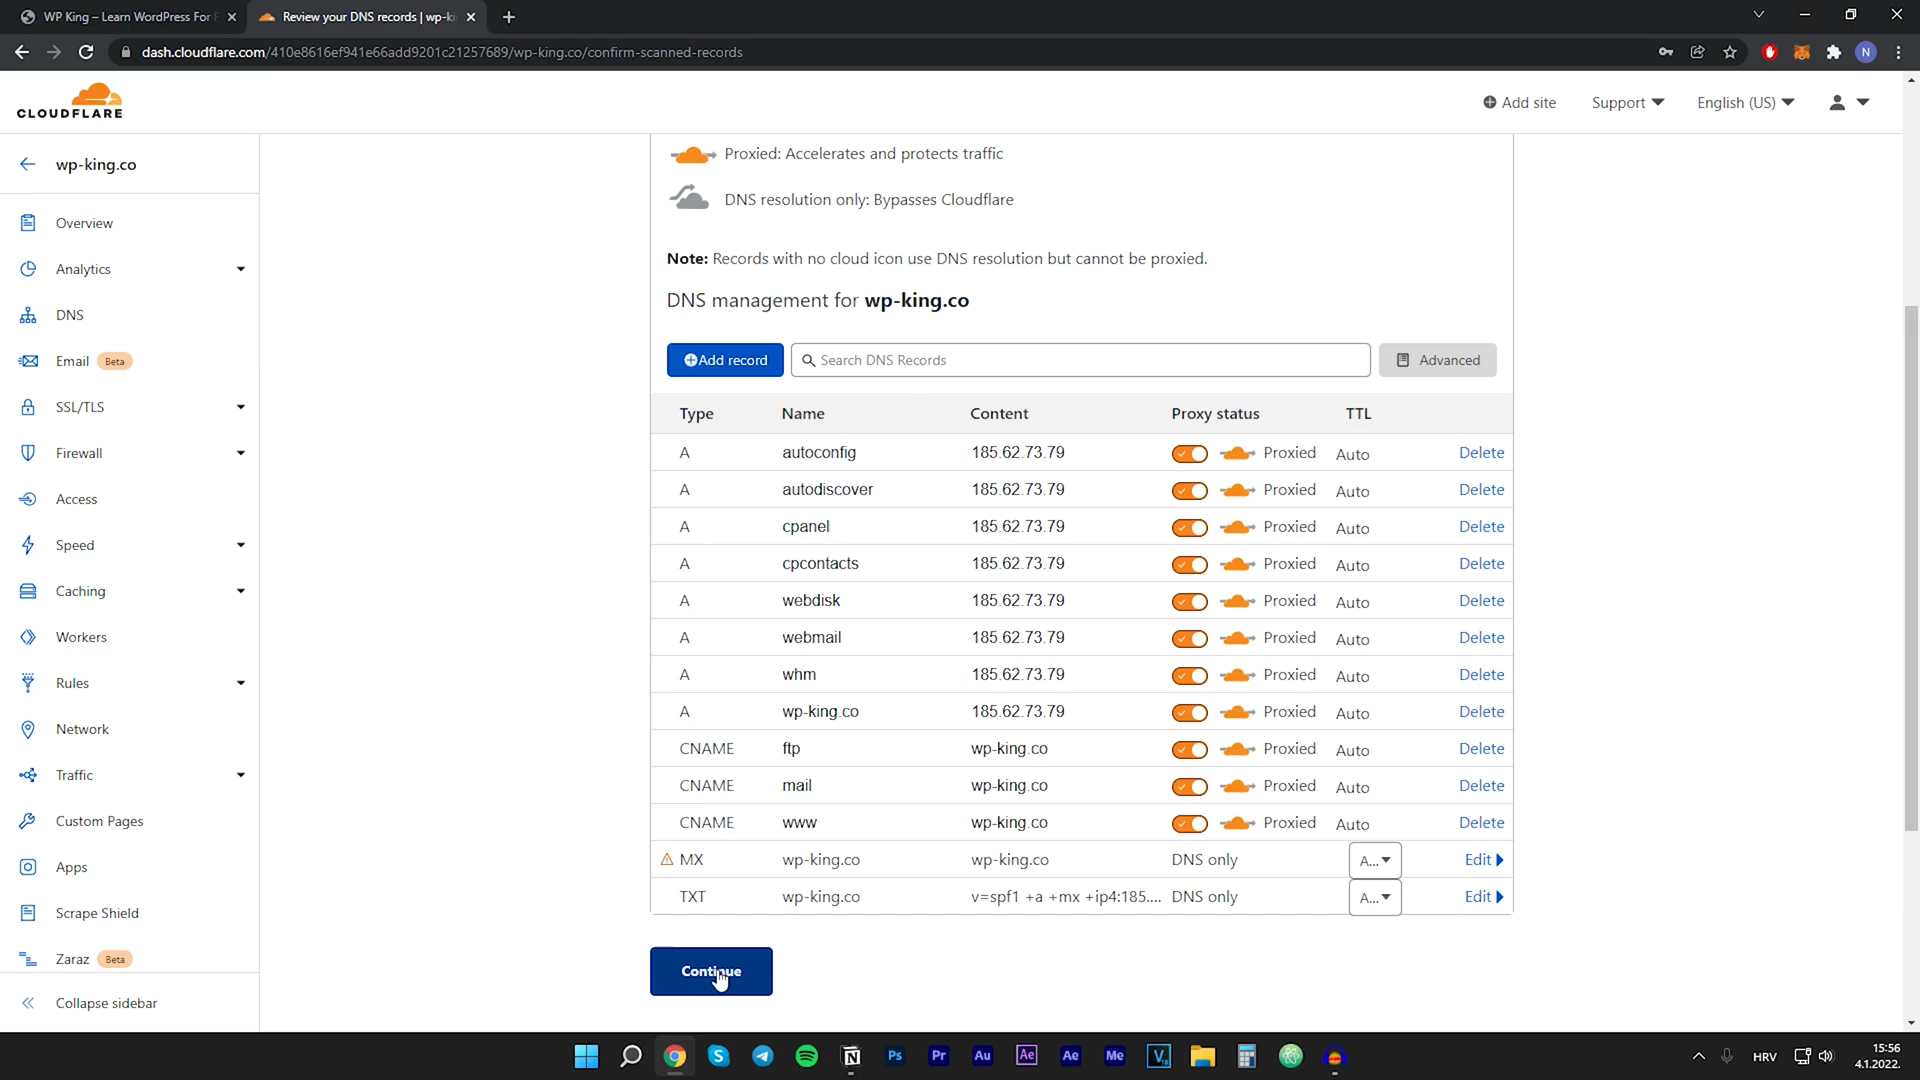 WP King – Learn WordPress For F
Review your DNS records | wp-ki
dash.cloudflare.com/410e8616ef941e66add9201c21257689/wp-king.co/confirm-scanned-records
N
CLOUDFLARE
Add site
Support
English (US)
wp-king.co
Overview
Analytics
DNS
Email Beta
SSL/TLS
Firewall
Access
Speed
Caching
Workers
Rules
Network
Traffic
Custom Pages
Apps
Scrape Shield
Zaraz Beta
Collapse sidebar
Proxied: Accelerates and protects traffic
DNS resolution only: Bypasses Cloudflare
Note: Records with no cloud icon use DNS resolution but cannot be proxied.
DNS management for wp-king.co
Add record
Search DNS Records
Advanced
Type Name Content Proxy status TTL
A autoconfig 185.62.73.79 Proxied Auto Delete
A autodiscover 185.62.73.79 Proxied Auto Delete
A cpanel 185.62.73.79 Proxied Auto Delete
A cpcontacts 185.62.73.79 Proxied Auto Delete
A webdisk 185.62.73.79 Proxied Auto Delete
A webmail 185.62.73.79 Proxied Auto Delete
A whm 185.62.73.79 Proxied Auto Delete
A wp-king.co 185.62.73.79 Proxied Auto Delete
CNAME ftp wp-king.co Proxied Auto Delete
CNAME mail wp-king.co Proxied Auto Delete
CNAME www wp-king.co Proxied Auto Delete
MX wp-king.co wp-king.co DNS only A... Edit
TXT wp-king.co v=spf1 +a +mx +ip4:185.... DNS only A... Edit
Continue
Ps
Pr
Au
Ae
Ae
Me
HRV
15:56
4.1.2022.